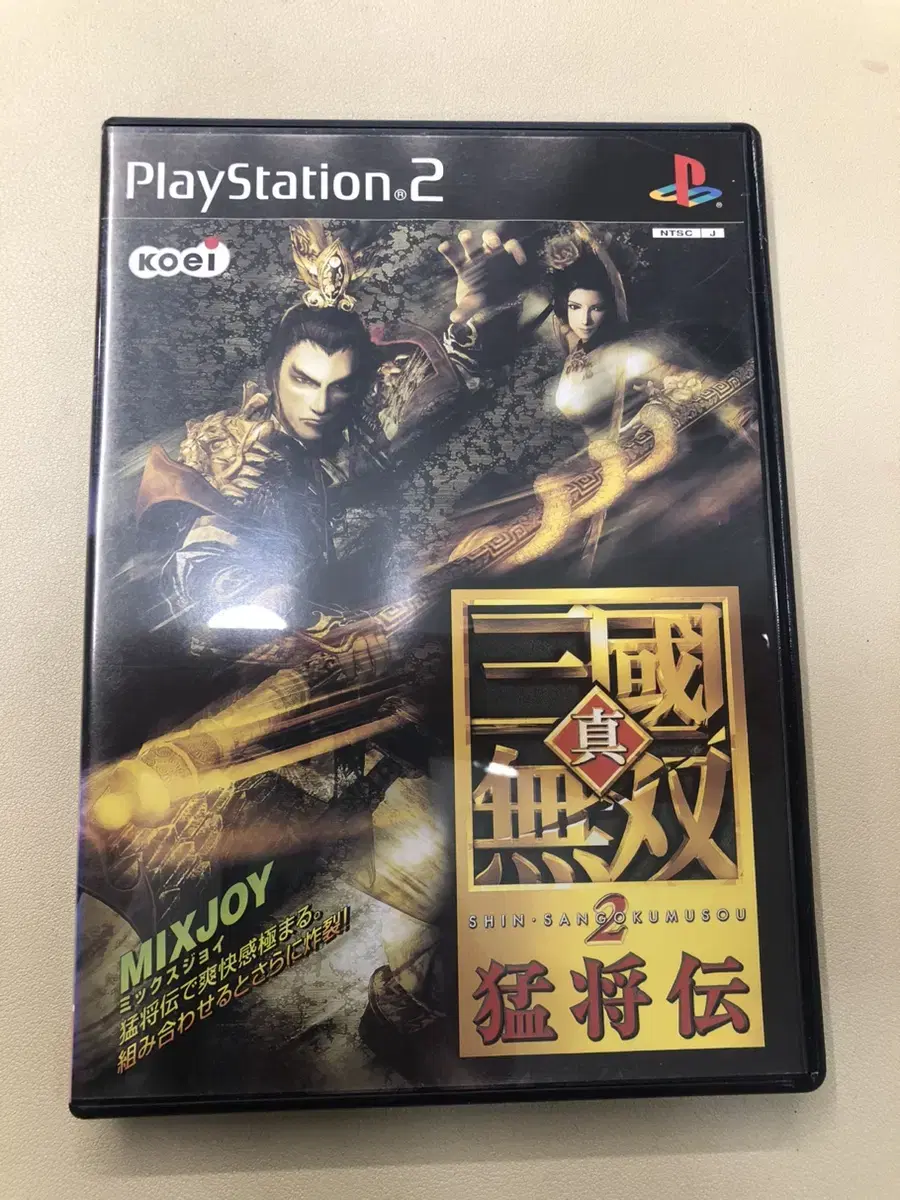 PlayStation®2
NTSC J
KOEI
真
三國
無双
2
SHIN・SANGOKUMUSOU
猛将伝
MIXJOY
ミックスジョイ
猛将伝で爽快感極まる。
組み合わせるとさらに炸裂!